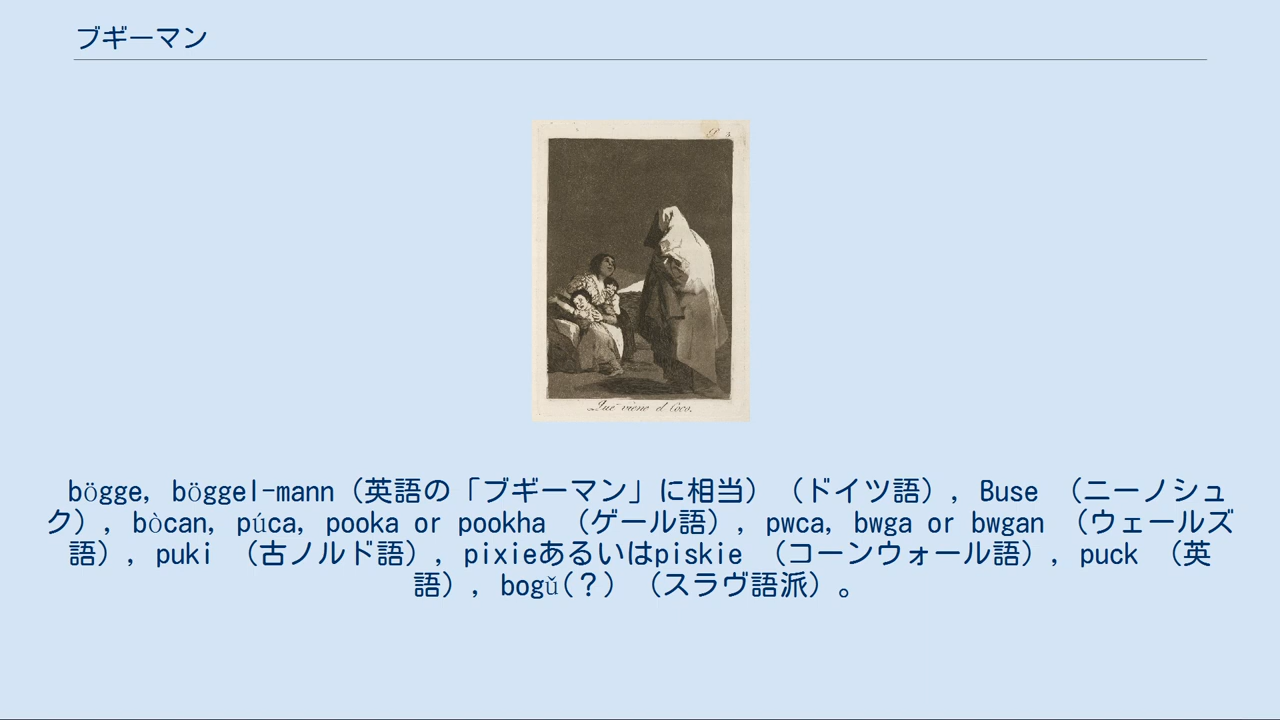 ブギーマン
Que viene el Coco.
bögge, böggel-mann（英語の「ブギーマン」に相当）（ドイツ語）, Buse （ニーノシュ
ク）, bòcan, púca, pooka or pookha （ゲール語）, pwca, bwga or bwgan （ウェールズ
語）, puki （古ノルド語）, pixieあるいはpiskie （コーンウォール語）, puck （英
語）, bogǔ(？) （スラヴ語派）。